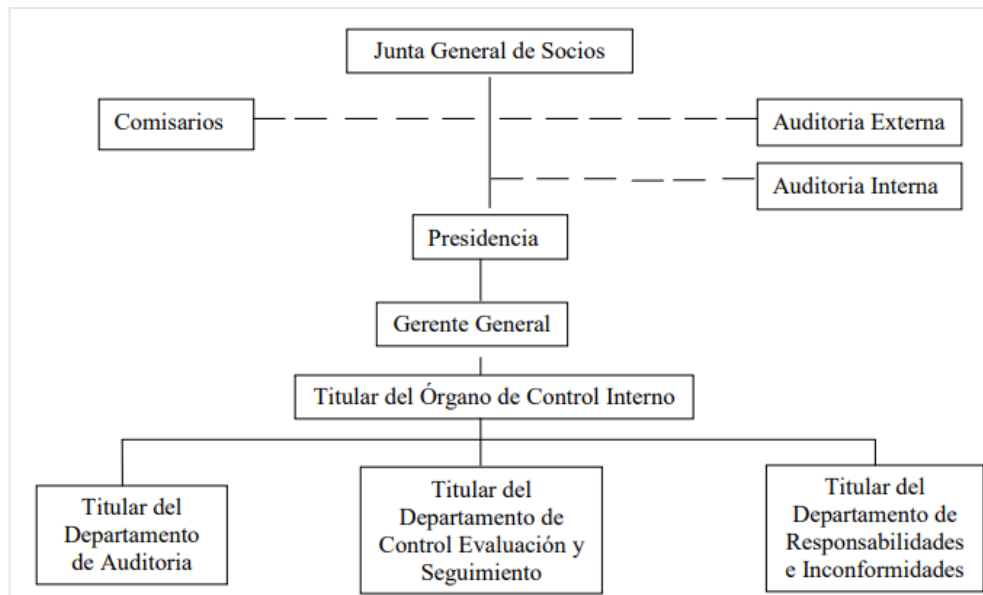 Junta General de Socios
Comisarios
Auditoria Externa
Auditoria Interna
Presidencia
Gerente General
Titular del Órgano de Control Interno
Titular del
Departamento
de Auditoria
Titular del
Departamento de
Control Evaluación y
Seguimiento
Titular del
Departamento de
Responsabilidades
e Inconformidades